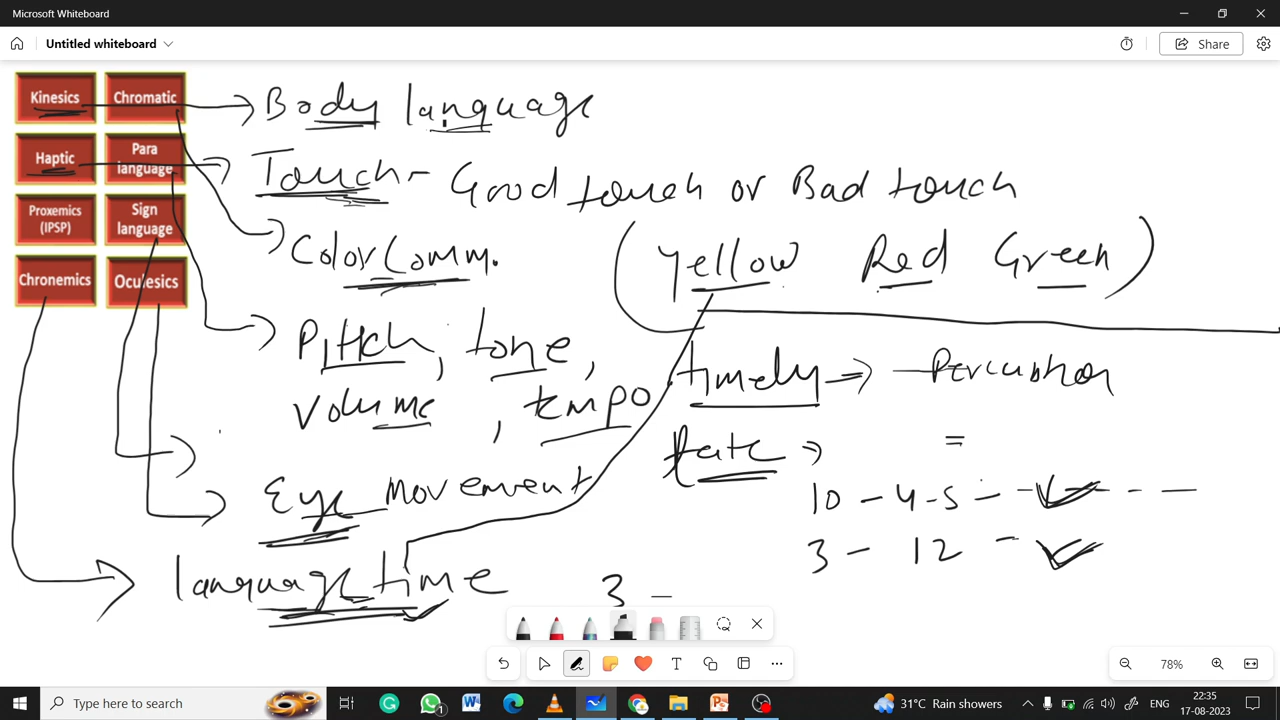 Microsoft Whiteboard
Untitled whiteboard
Share
Kinesics
Chromatic
Body language
Haptic
Para
language
Touch - Good touch or Bad touch
Proxemics
(IPSP)
Sign
language
Color Comm.
(Yellow Red Green)
Chronemics
Oculesics
Pitch, tone,
volume, tempo
timely
late
10 - 4-5 -
Eye Movement
3 - 12 -
language time
3 -
78%
Type here to search
1
31°C Rain showers
ENG
22:35
17-08-2023